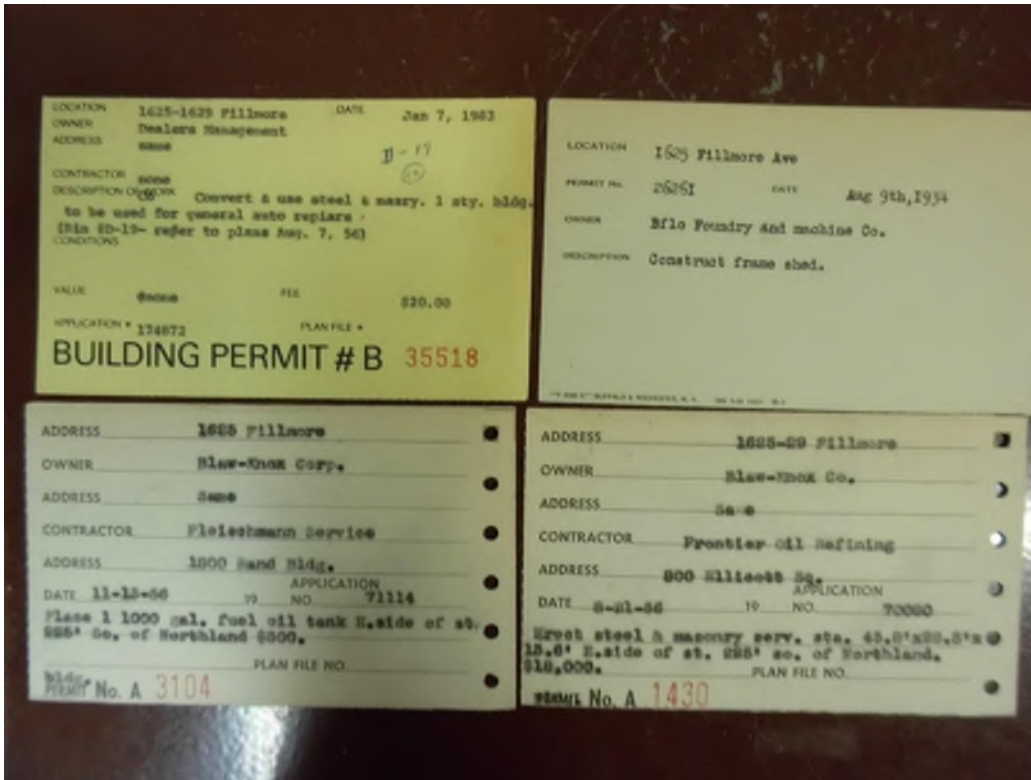 LOCATION 1625-1629 Fillmore DATE Jan 7, 1983
OWNER Dealers Management
ADDRESS same
D-19
CONTRACTOR none
DESCRIPTION OF WORK Convert & use steel & masry. 1 sty. bldg.
to be used for general auto repiars
(Bin #D-19- refer to plans Aug. 7, 56)
CONDITIONS
VALUE $none FEE $20.00
APPLICATION # 174872 PLAN FILE #
BUILDING PERMIT # B 35518
LOCATION 1625 Fillmore Ave
PERMIT No. 26261 DATE Aug 9th,1934
OWNER Bflo Foundry And machine Co.
DESCRIPTION Construct frame shed.
ADDRESS 1625 Fillmore
OWNER Blaw-Knox Corp.
ADDRESS Same
CONTRACTOR Fleischmann Service
ADDRESS 1800 Rand Bldg.
APPLICATION
DATE 11-15-56 19 NO. 71114
Place 1 1000 gal. fuel oil tank E.side of st.
225' So. of Northland $500.
PLAN FILE NO.
bldg.
PERMIT No. A 3104
ADDRESS 1625-29 Fillmore
OWNER Blaw-Knox Co.
ADDRESS Sa e
CONTRACTOR Frontier Oil Refining
ADDRESS 800 Ellicott Sq.
APPLICATION
DATE 8-21-56 19 NO. 70080
Erect steel & masonry serv. sta. 45.8'x28.8'x
15.6' E.side of st. 225' so. of Northland.
$18,000. PLAN FILE NO.
PERMIT No. A 1430